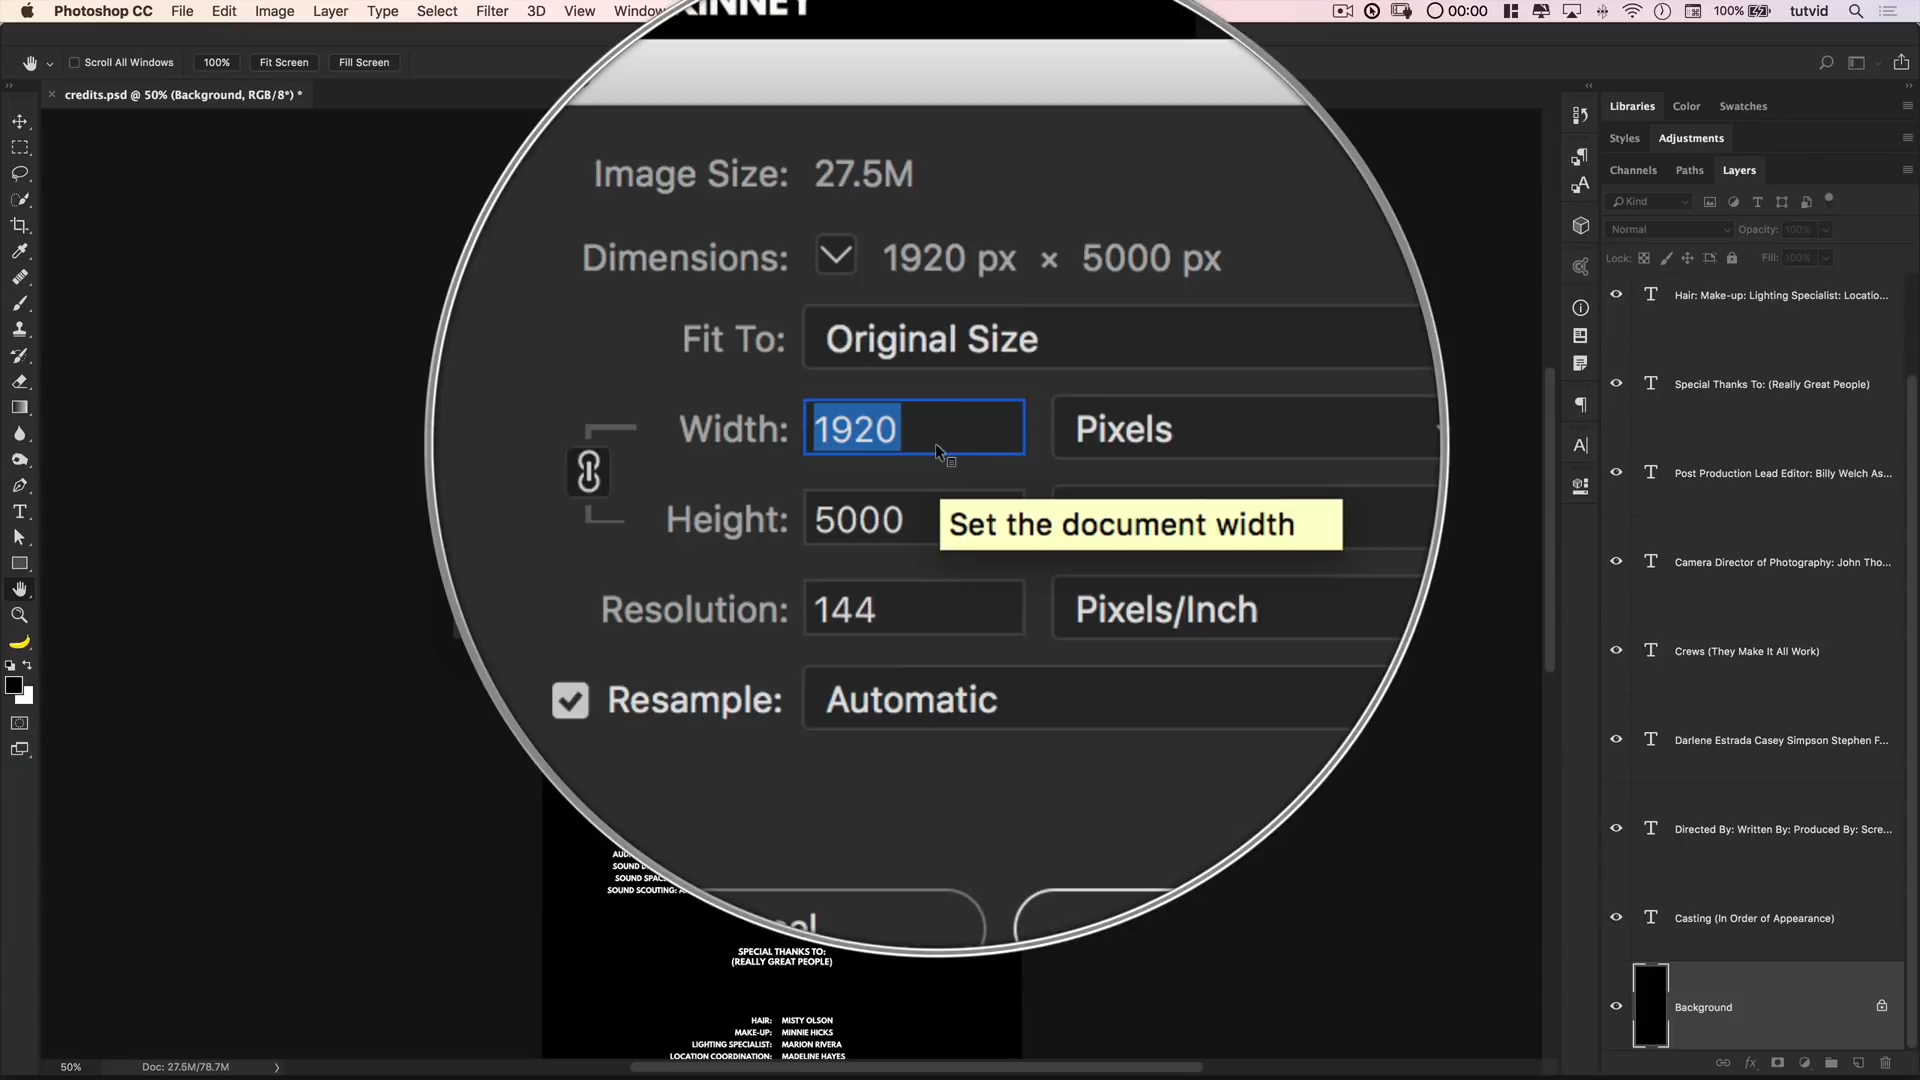 Photoshop CC File Edit Image Layer Type Select Filter 3D View Window 00:00 100% tutvid
Scroll All Windows 100% Fit Screen Fill Screen
credits.psd @ 50% (Background, RGB/8*) *
Image Size: 27.5M
Dimensions: 1920 px × 5000 px
Fit To: Original Size
Width: 1920 Pixels
Height: 5000
Set the document width
Resolution: 144 Pixels/Inch
Resample: Automatic
SOUND SCOUTING:
SPECIAL THANKS TO:
(REALLY GREAT PEOPLE)
HAIR: MISTY OLSON
MAKE-UP: MINNIE HICKS
LIGHTING SPECIALIST: MARION RIVERA
LOCATION COORDINATION: MADELINE HAYES
50% Doc: 27.5M/78.7M
Libraries Color Swatches
Styles Adjustments
Channels Paths Layers
Kind
Normal Opacity: 100%
Lock: Fill: 100%
Hair: Make-up: Lighting Specialist: Locatio...
Special Thanks To: (Really Great People)
Post Production Lead Editor: Billy Welch As...
Camera Director of Photography: John Tho...
Crews (They Make It All Work)
Darlene Estrada Casey Simpson Stephen F...
Directed By: Written By: Produced By: Scre...
Casting (In Order of Appearance)
Background